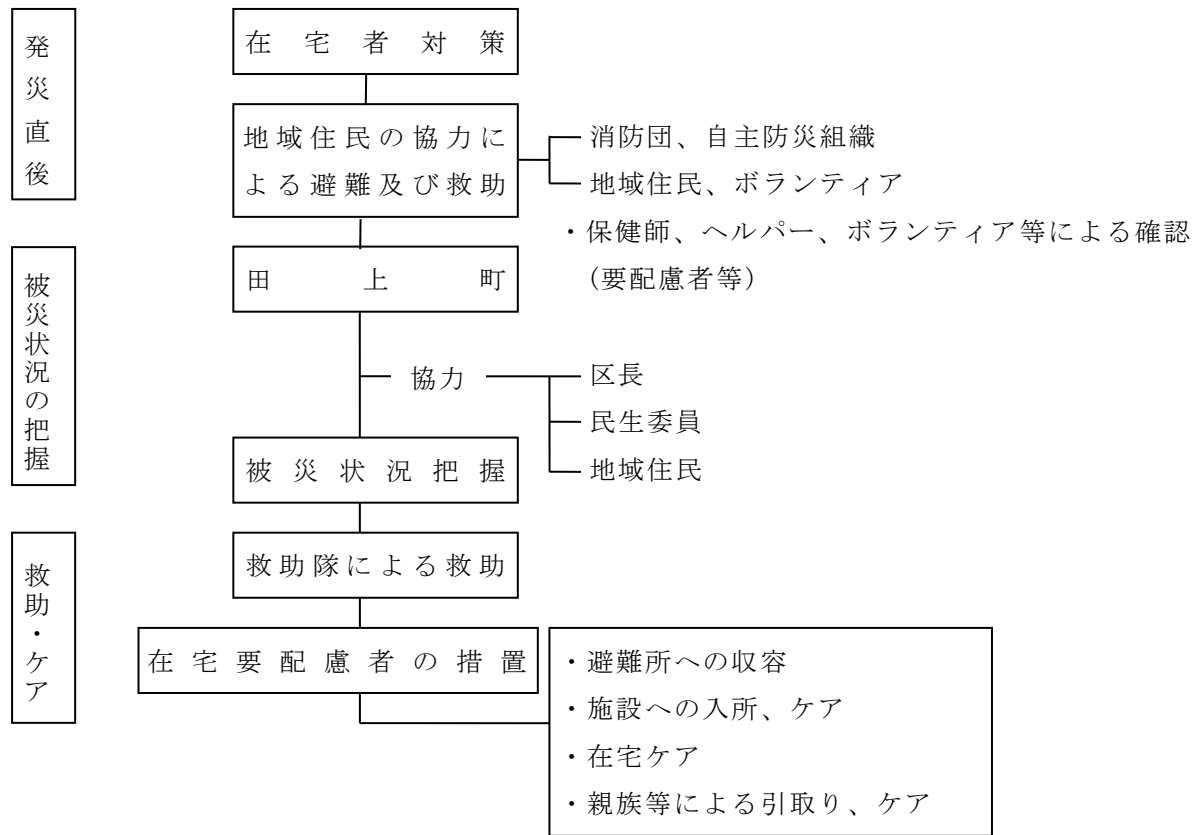 発災直後
在宅者対策
地域住民の協力に
よる避難及び救助
消防団、自主防災組織
地域住民、ボランティア
・保健師、ヘルパー、ボランティア等による確認
(要配慮者等)
被災状況の把握
田上町
協力
区長
民生委員
地域住民
被災状況把握
救助・ケア
救助隊による救助
在宅要配慮者の措置
・避難所への収容
・施設への入所、ケア
・在宅ケア
・親族等による引取り、ケア